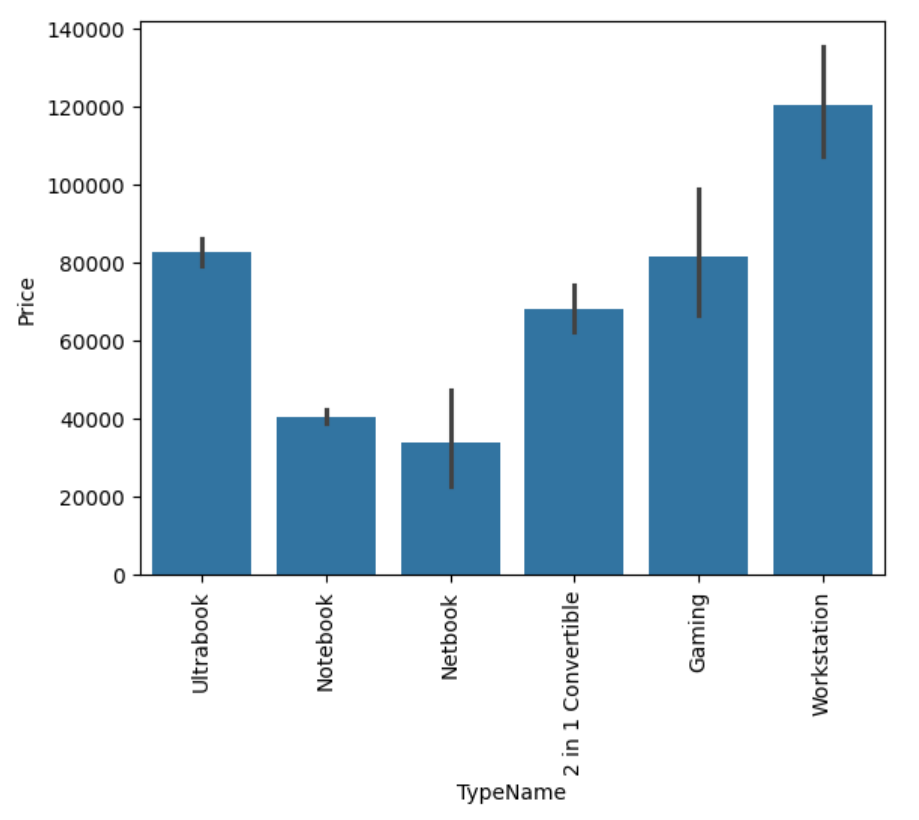 140000
120000
100000
80000
60000
40000
20000
0
Price
Ultrabook
Notebook
Netbook
2 in 1 Convertible
Gaming
Workstation
TypeName